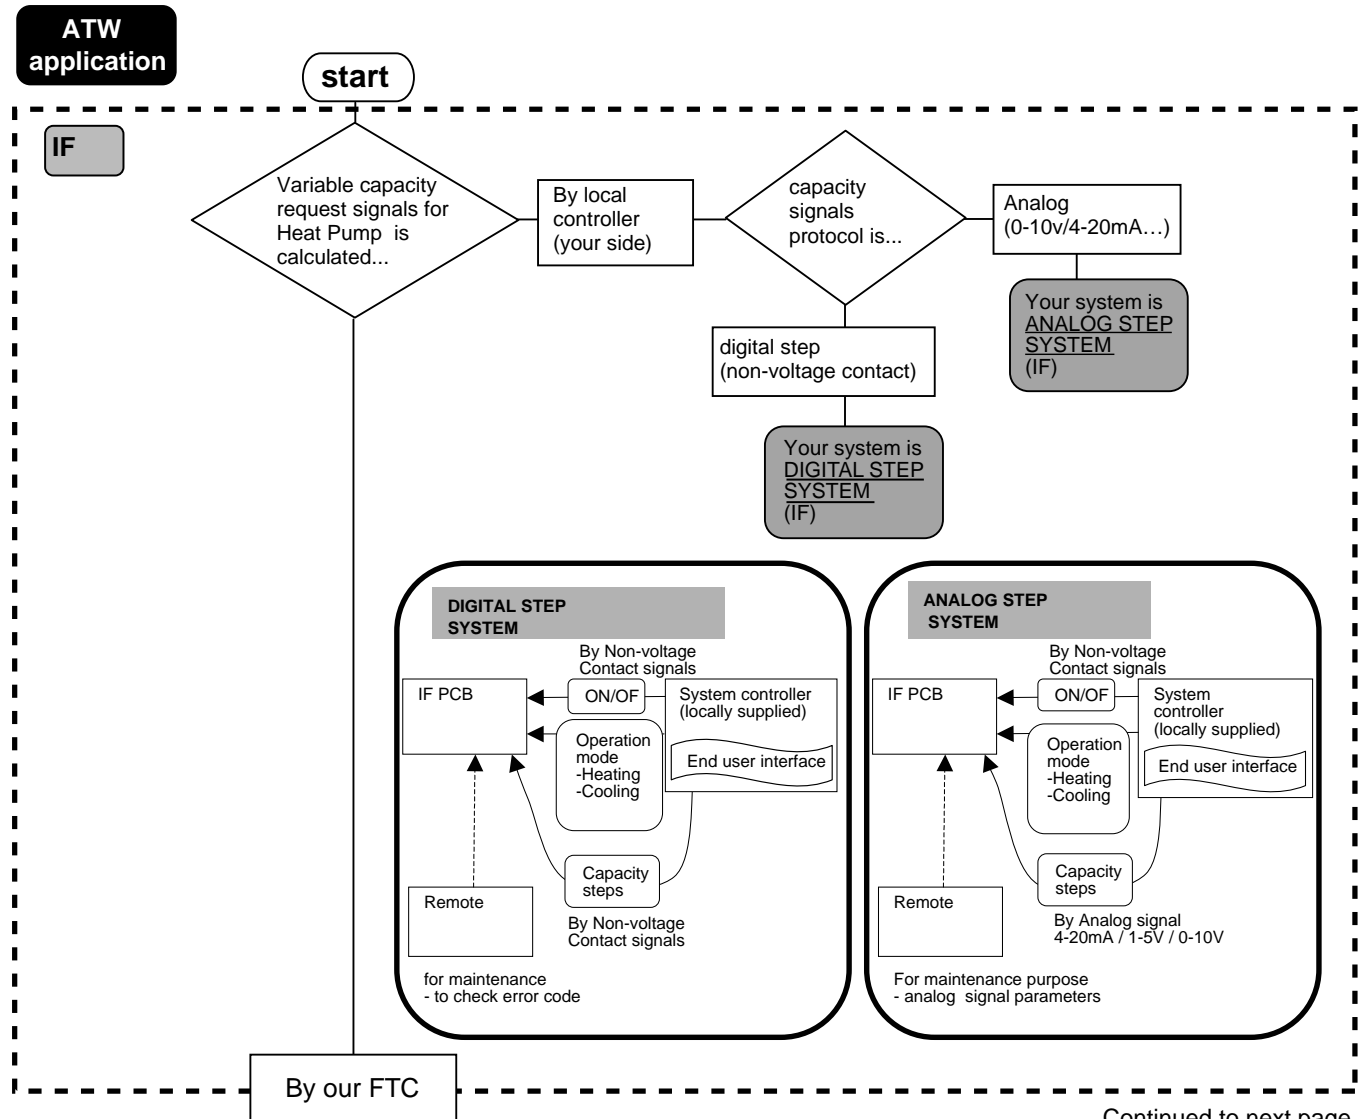 ATW
application
start
IF
Variable capacity
request signals for
Heat Pump is
calculated...
By local
controller
(your side)
capacity
signals
protocol is...
Analog
(0-10v/4-20mA...)
Your system is
ANALOG STEP
SYSTEM
(IF)
digital step
(non-voltage contact)
Your system is
DIGITAL STEP
SYSTEM
(IF)
DIGITAL STEP
SYSTEM
By Non-voltage
Contact signals
IF PCB
ON/OF
System controller
(locally supplied)
Operation
mode
-Heating
-Cooling
End user interface
Capacity
steps
Remote
By Non-voltage
Contact signals
for maintenance
- to check error code
ANALOG STEP
SYSTEM
By Non-voltage
Contact signals
IF PCB
ON/OF
System
controller
(locally supplied)
Operation
mode
-Heating
-Cooling
End user interface
Capacity
steps
Remote
By Analog signal
4-20mA / 1-5V / 0-10V
For maintenance purpose
- analog signal parameters
By our FTC
Continued to next page